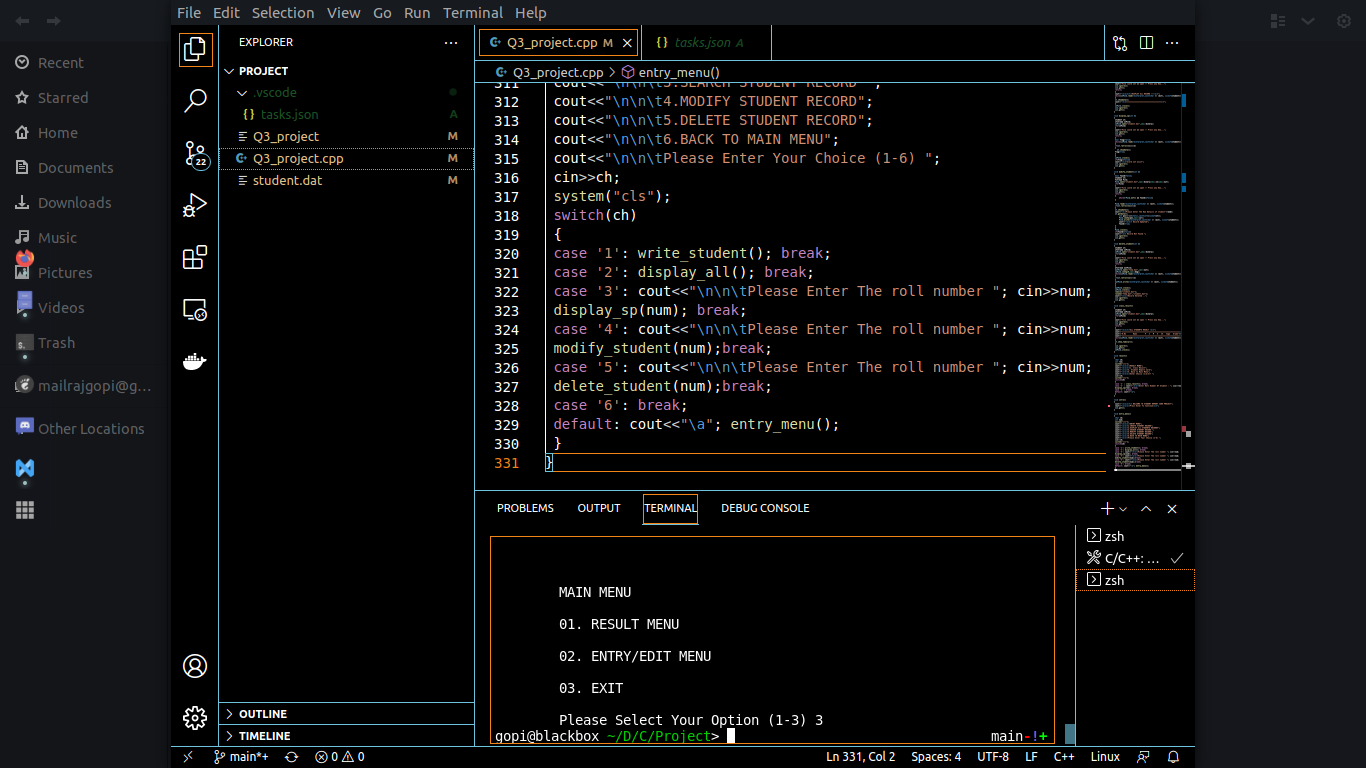 File Edit Selection View Go Run Terminal Help
Recent
Starred
Home
Documents
Downloads
Music
Pictures
Videos
Trash
mailrajgopi@g...
Other Locations
22
EXPLORER
PROJECT
.vscode
tasks.json A
Q3_project M
Q3_project.cpp M
student.dat M
OUTLINE
TIMELINE
Q3_project.cpp M
tasks.json A
Q3_project.cpp > entry_menu()
311 cout<<"\n\n\t3.SEARCH STUDENT RECORD ";
312 cout<<"\n\n\t4.MODIFY STUDENT RECORD";
313 cout<<"\n\n\t5.DELETE STUDENT RECORD";
314 cout<<"\n\n\t6.BACK TO MAIN MENU";
315 cout<<"\n\n\tPlease Enter Your Choice (1-6) ";
316 cin>>ch;
317 system("cls");
318 switch(ch)
319 {
320 case '1': write_student(); break;
321 case '2': display_all(); break;
322 case '3': cout<<"\n\n\tPlease Enter The roll number "; cin>>num;
323 display_sp(num); break;
324 case '4': cout<<"\n\n\tPlease Enter The roll number "; cin>>num;
325 modify_student(num);break;
326 case '5': cout<<"\n\n\tPlease Enter The roll number "; cin>>num;
327 delete_student(num);break;
328 case '6': break;
329 default: cout<<"\a"; entry_menu();
330 }
331 }
PROBLEMS OUTPUT TERMINAL DEBUG CONSOLE
MAIN MENU
01. RESULT MENU
02. ENTRY/EDIT MENU
03. EXIT
Please Select Your Option (1-3) 3
gopi@blackbox ~/D/C/Project> main-!+
zsh
C/C++: ...
zsh
main*+ 0 0 Ln 331, Col 2 Spaces: 4 UTF-8 LF C++ Linux